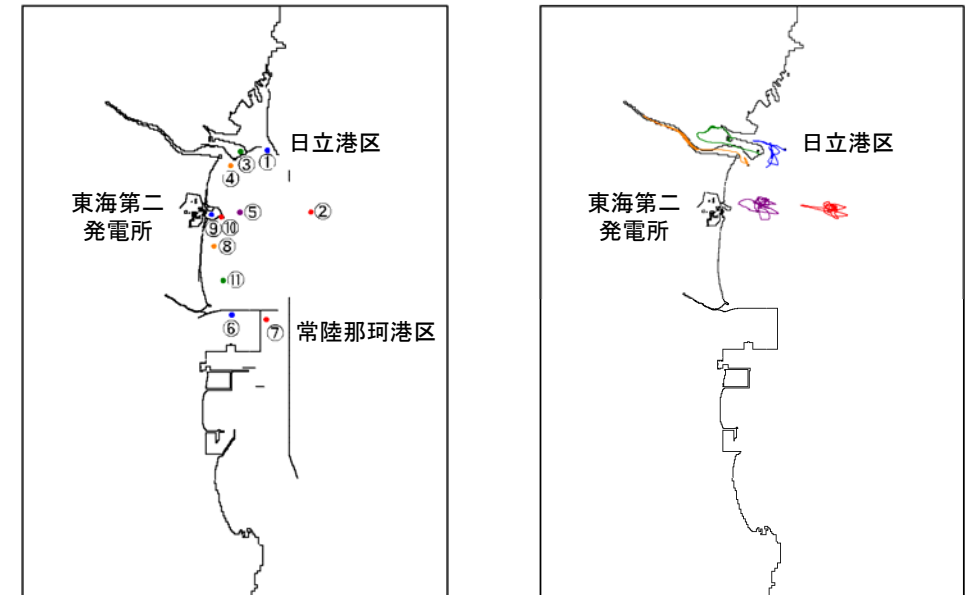 日立港区
①
③
④
東海第二
発電所
⑤
②
⑨⑩
⑧
⑪
⑥
⑦
常陸那珂港区
日立港区
東海第二
発電所